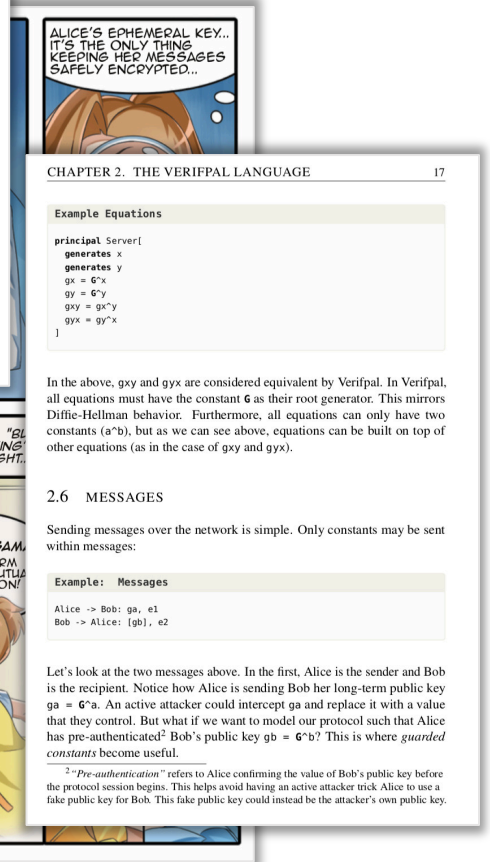 ALICE'S EPHEMERAL KEY...
IT'S THE ONLY THING
KEEPING HER MESSAGES
SAFELY ENCRYPTED...
CHAPTER 2. THE VERIFPAL LANGUAGE 17
Example Equations
principal Server[
generates x
generates y
gx = G^x
gy = G^y
gxy = gx^y
gyx = gy^x
]
In the above, gxy and gyx are considered equivalent by Verifpal. In Verifpal,
all equations must have the constant G as their root generator. This mirrors
Diffie-Hellman behavior. Furthermore, all equations can only have two
constants (a^b), but as we can see above, equations can be built on top of
other equations (as in the case of gxy and gyx).
2.6 MESSAGES
Sending messages over the network is simple. Only constants may be sent
within messages:
Example: Messages
Alice -> Bob: ga, e1
Bob -> Alice: [gb], e2
Let's look at the two messages above. In the first, Alice is the sender and Bob
is the recipient. Notice how Alice is sending Bob her long-term public key
ga = G^a. An active attacker could intercept ga and replace it with a value
that they control. But what if we want to model our protocol such that Alice
has pre-authenticated2 Bob's public key gb = G^b? This is where guarded
constants become useful.
2 "Pre-authentication" refers to Alice confirming the value of Bob's public key before
the protocol session begins. This helps avoid having an active attacker trick Alice to use a
fake public key for Bob. This fake public key could instead be the attacker's own public key.